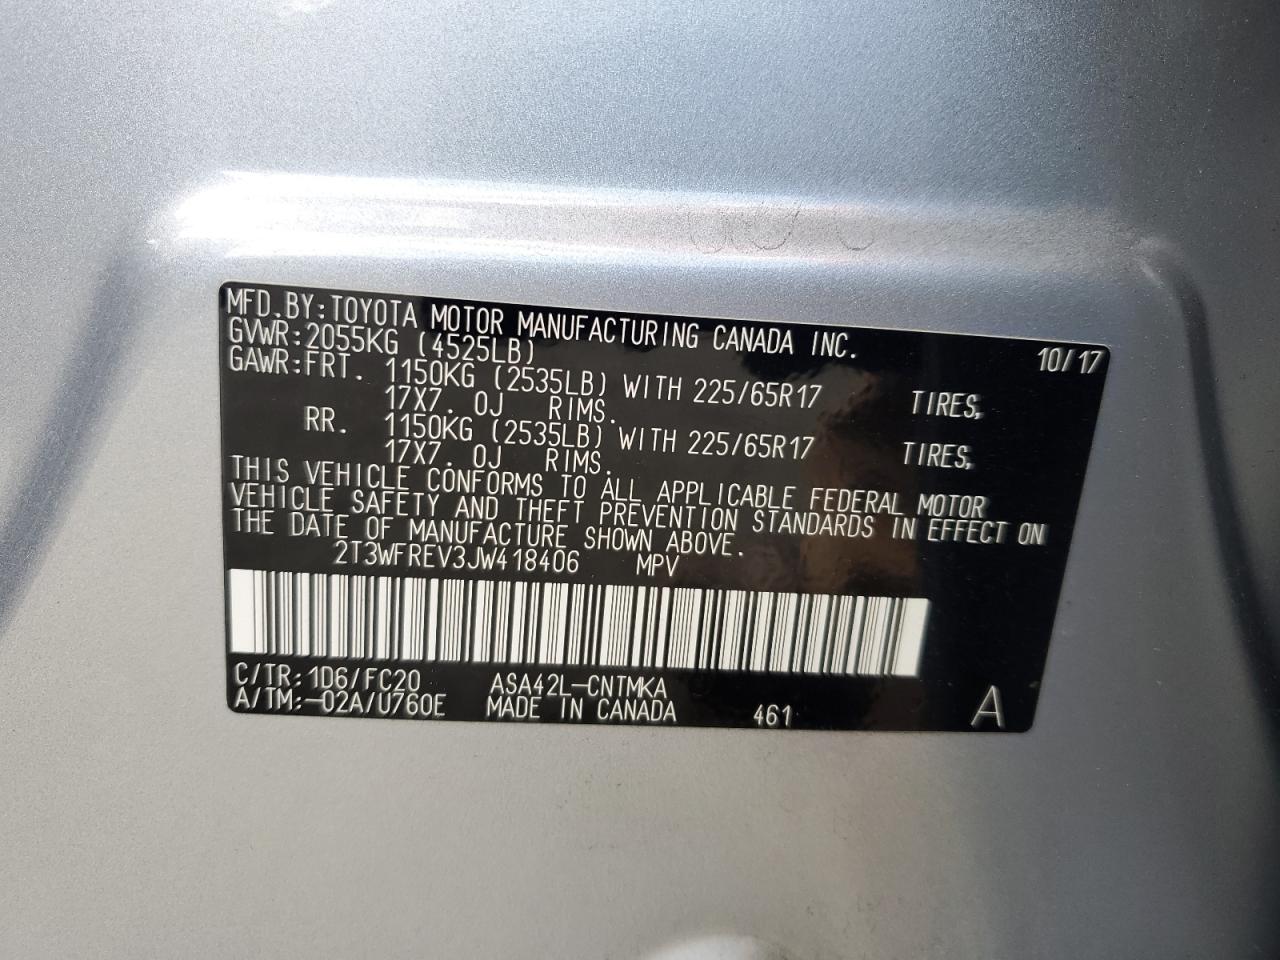 MFD.BY:TOYOTA MOTOR MANUFACTURING CANADA INC. 10/17
GVWR:2055KG (4525LB)
GAWR:FRT. 1150KG (2535LB) WITH 225/65R17 TIRES,
17X7. 0J RIMS.
RR. 1150KG (2535LB) WITH 225/65R17 TIRES,
17X7. 0J RIMS.
THIS VEHICLE CONFORMS TO ALL APPLICABLE FEDERAL MOTOR
VEHICLE SAFETY AND THEFT PREVENTION STANDARDS IN EFFECT ON
THE DATE OF MANUFACTURE SHOWN ABOVE.
2T3WFREV3JW418406 MPV
C/TR:1D6/FC20 ASA42L-CNTMKA
A/TM:-02A/U760E MADE IN CANADA 461 A